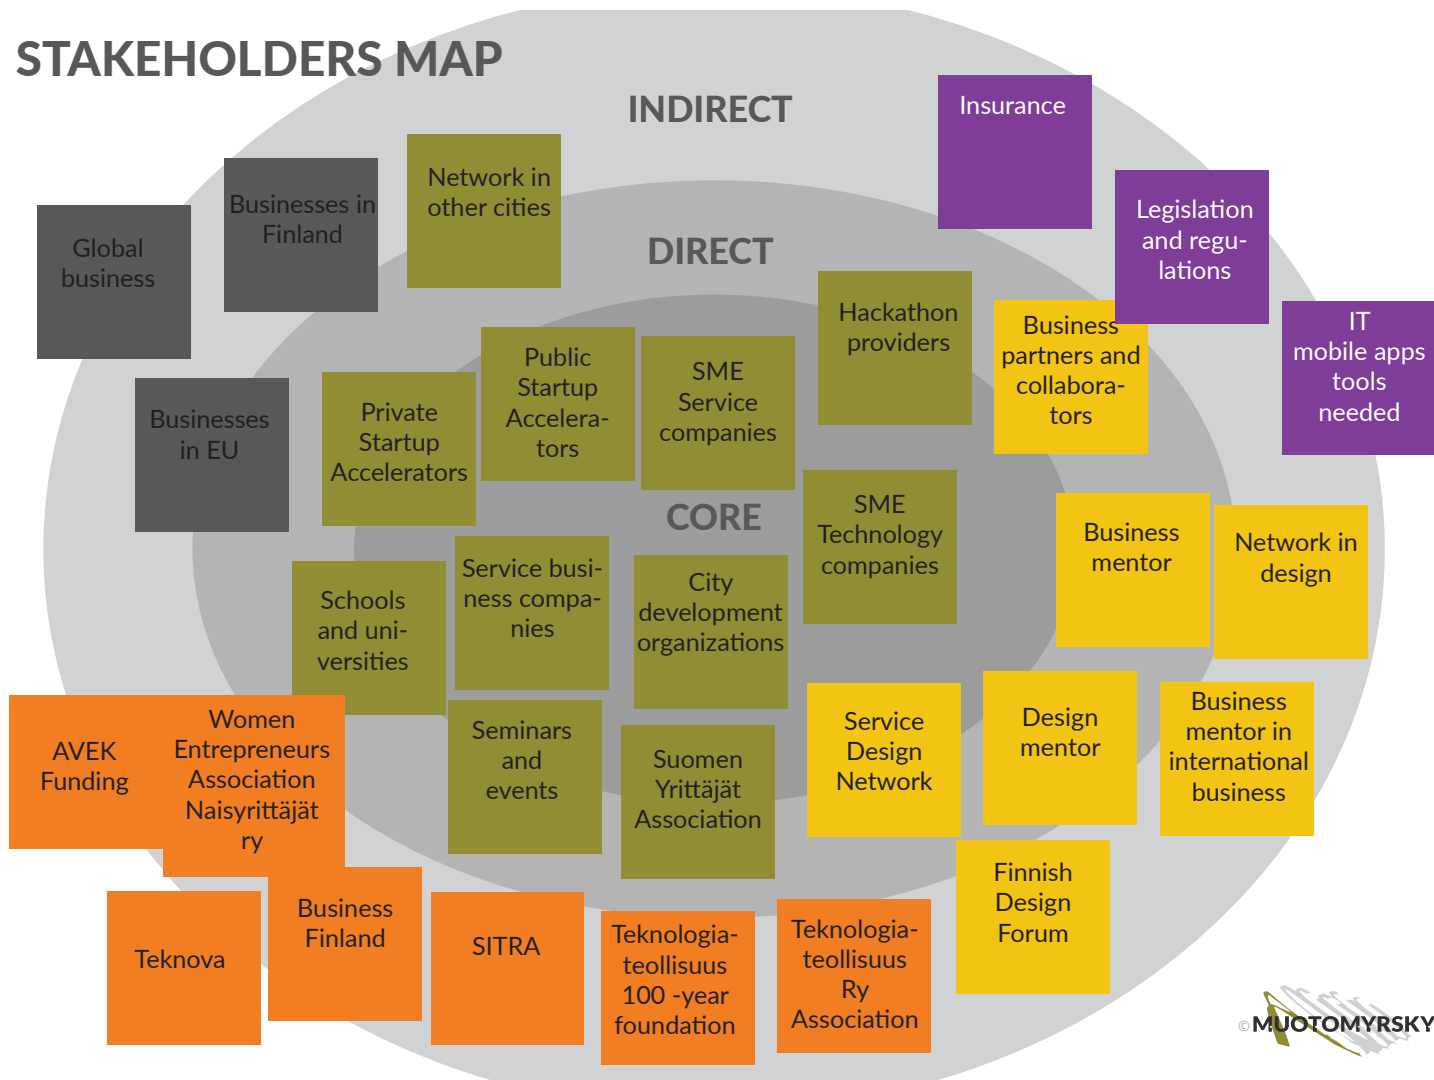 STAKEHOLDERS MAP
INDIRECT
DIRECT
CORE
Insurance
Network in
other cities
Businesses in
Finland
Global
business
Legislation
and regu-
lations
IT
mobile apps
tools
needed
Hackathon
providers
Business
partners and
collabora-
tors
Businesses
in EU
Private
Startup
Accelerators
Public
Startup
Accelera-
tors
SME
Service
companies
SME
Technology
companies
Business
mentor
Network in
design
Schools
and uni-
versities
Service busi-
ness compa-
nies
City
development
organizations
AVEK
Funding
Women
Entrepreneurs
Association
Naisyrittäjät
ry
Seminars
and
events
Suomen
Yrittäjät
Association
Service
Design
Network
Design
mentor
Business
mentor in
international
business
Teknova
Business
Finland
SITRA
Teknologia-
teollisuus
100 -year
foundation
Teknologia-
teollisuus
Ry
Association
Finnish
Design
Forum
© MUOTOMYRSKY